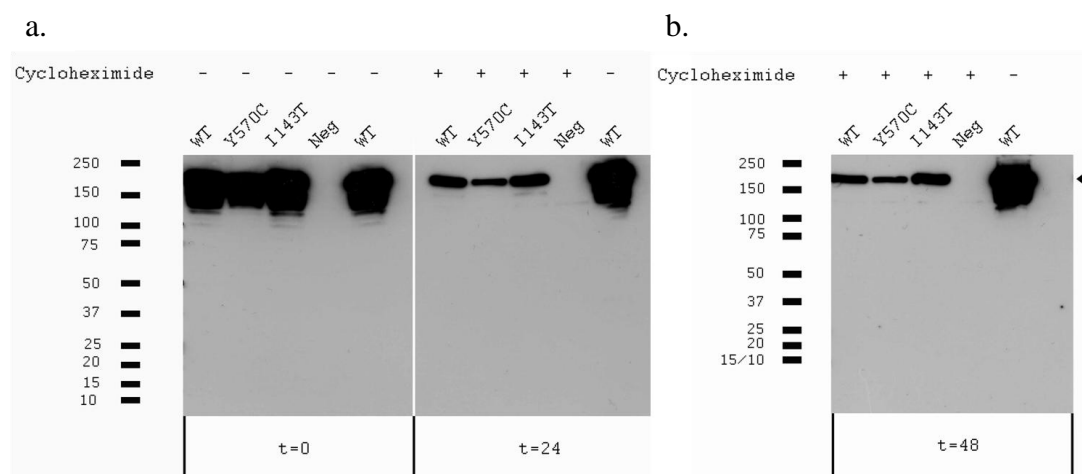 a.
Cycloheximide - - - - - + + + + -
WT Y570C I143T Neg WT WT Y570C I143T Neg WT
250
150
100
75
50
37
25
20
15
10
t=0 t=24
b.
Cycloheximide + + + + -
WT Y570C I143T Neg WT
250
150
100
75
50
37
25
20
15/10
t=48